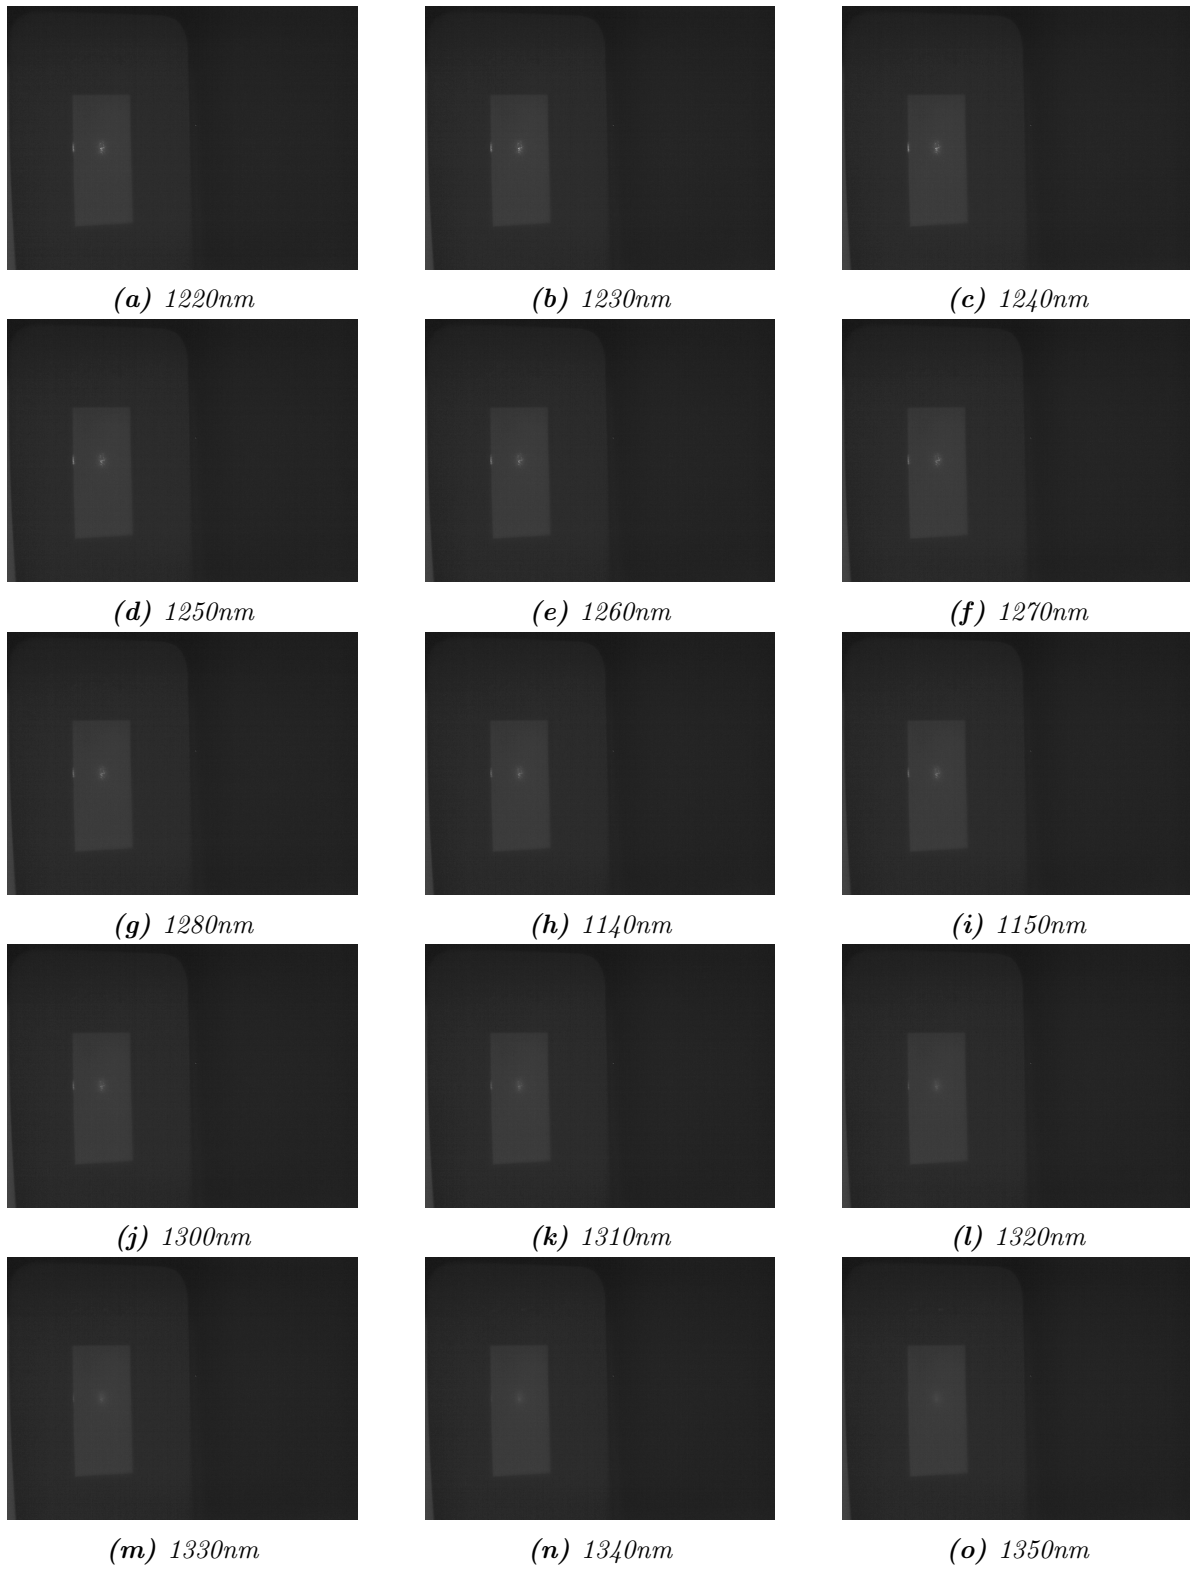 (a) 1220nm
(b) 1230nm
(c) 1240nm
(d) 1250nm
(e) 1260nm
(f) 1270nm
(g) 1280nm
(h) 1140nm
(i) 1150nm
(j) 1300nm
(k) 1310nm
(l) 1320nm
(m) 1330nm
(n) 1340nm
(o) 1350nm